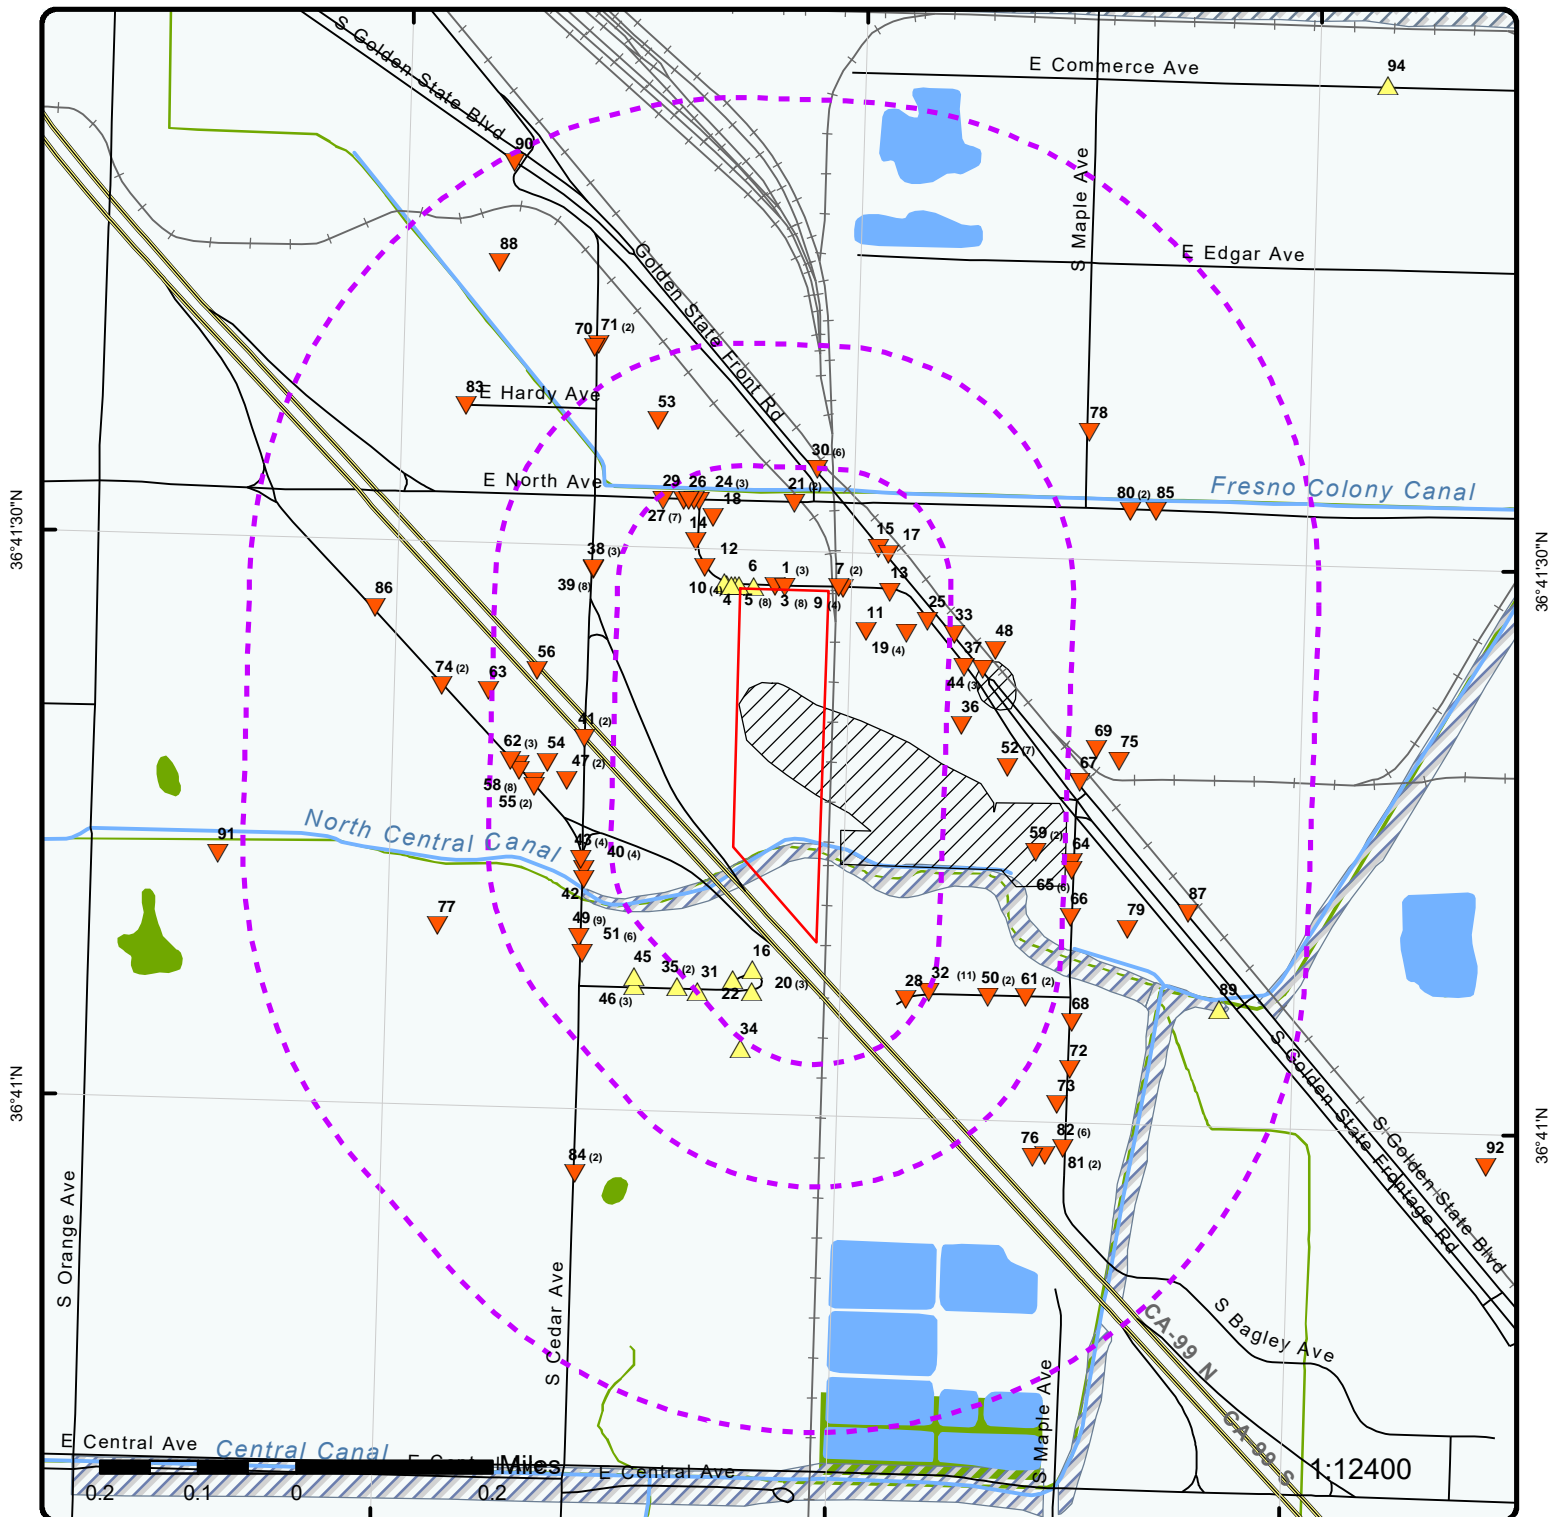 94
E Commerce Ave
S Golden State Blvd
90
S Maple Ave
88
E Edgar Ave
Golden State Front Rd
70 71 (2)
83
E Hardy Ave
53
78
30 (6)
E North Ave
29 26 24 (3)
21 (2)
80 (2) 85
Fresno Colony Canal
27 (7)
18
14
15 17
36°41'30"N
36°41'30"N
38 (3)
12
39 (8)
10 (4)
4
6
5 (8)
1 (3)
3 (8)
7 (2)
9 (4)
13
86
11
19 (4)
25
33
48
37
44 (3)
56
74 (2) 63
36
41 (2)
62 (3) 54
47 (2)
58 (8)
55 (2)
52 (7)
69
75
67
North Central Canal
91
43 (4)
40 (4)
42
59 (2)
64
65 (6)
66
77
79
87
49 (9)
51 (6)
45
46 (3)
35 (2)
31
16
22
20 (3)
28
32 (11)
50 (2)
61 (2)
68
89
34
72
73
36°41'N
36°41'N
76
82 (6)
81 (2)
92
84 (2)
S Golden State Blvd
S Golden State Frontage Rd
S Orange Ave
S Cedar Ave
S Maple Ave
CA-99 N
CA-99 S
S Bagley Ave
E Central Ave
Central Canal
E Central Ave
Miles
0.2 0.1 0 0.2
1:12400